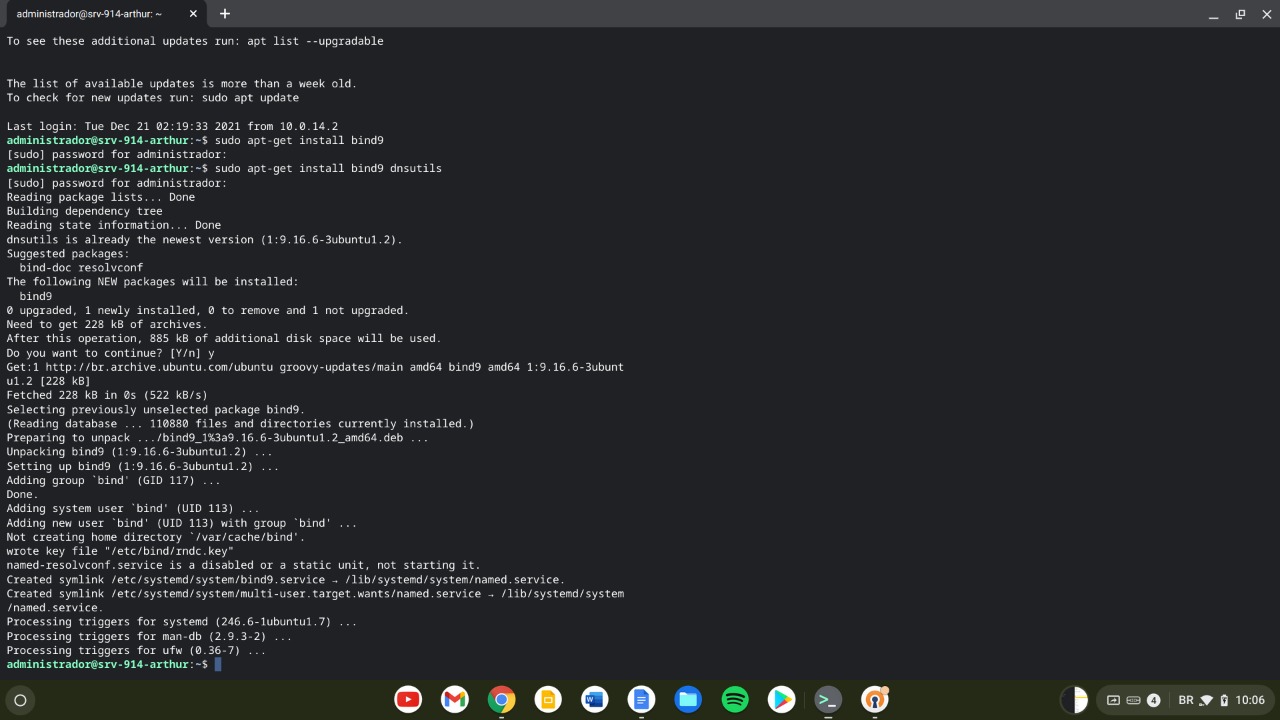 administrador@srv-914-arthur: ~
To see these additional updates run: apt list --upgradable
The list of available updates is more than a week old.
To check for new updates run: sudo apt update
Last login: Tue Dec 21 02:19:33 2021 from 10.0.14.2
administrador@srv-914-arthur:~$ sudo apt-get install bind9
[sudo] password for administrador:
administrador@srv-914-arthur:~$ sudo apt-get install bind9 dnsutils
[sudo] password for administrador:
Reading package lists... Done
Building dependency tree
Reading state information... Done
dnsutils is already the newest version (1:9.16.6-3ubuntu1.2).
Suggested packages:
  bind-doc resolvconf
The following NEW packages will be installed:
  bind9
0 upgraded, 1 newly installed, 0 to remove and 1 not upgraded.
Need to get 228 kB of archives.
After this operation, 885 kB of additional disk space will be used.
Do you want to continue? [Y/n] y
Get:1 http://br.archive.ubuntu.com/ubuntu groovy-updates/main amd64 bind9 amd64 1:9.16.6-3ubunt
u1.2 [228 kB]
Fetched 228 kB in 0s (522 kB/s)
Selecting previously unselected package bind9.
(Reading database ... 110880 files and directories currently installed.)
Preparing to unpack .../bind9_1%3a9.16.6-3ubuntu1.2_amd64.deb ...
Unpacking bind9 (1:9.16.6-3ubuntu1.2) ...
Setting up bind9 (1:9.16.6-3ubuntu1.2) ...
Adding group `bind' (GID 117) ...
Done.
Adding system user `bind' (UID 113) ...
Adding new user `bind' (UID 113) with group `bind' ...
Not creating home directory `/var/cache/bind'.
wrote key file "/etc/bind/rndc.key"
named-resolvconf.service is a disabled or a static unit, not starting it.
Created symlink /etc/systemd/system/bind9.service → /lib/systemd/system/named.service.
Created symlink /etc/systemd/system/multi-user.target.wants/named.service → /lib/systemd/system
/named.service.
Processing triggers for systemd (246.6-1ubuntu1.7) ...
Processing triggers for man-db (2.9.3-2) ...
Processing triggers for ufw (0.36-7) ...
administrador@srv-914-arthur:~$
4 BR 10:06